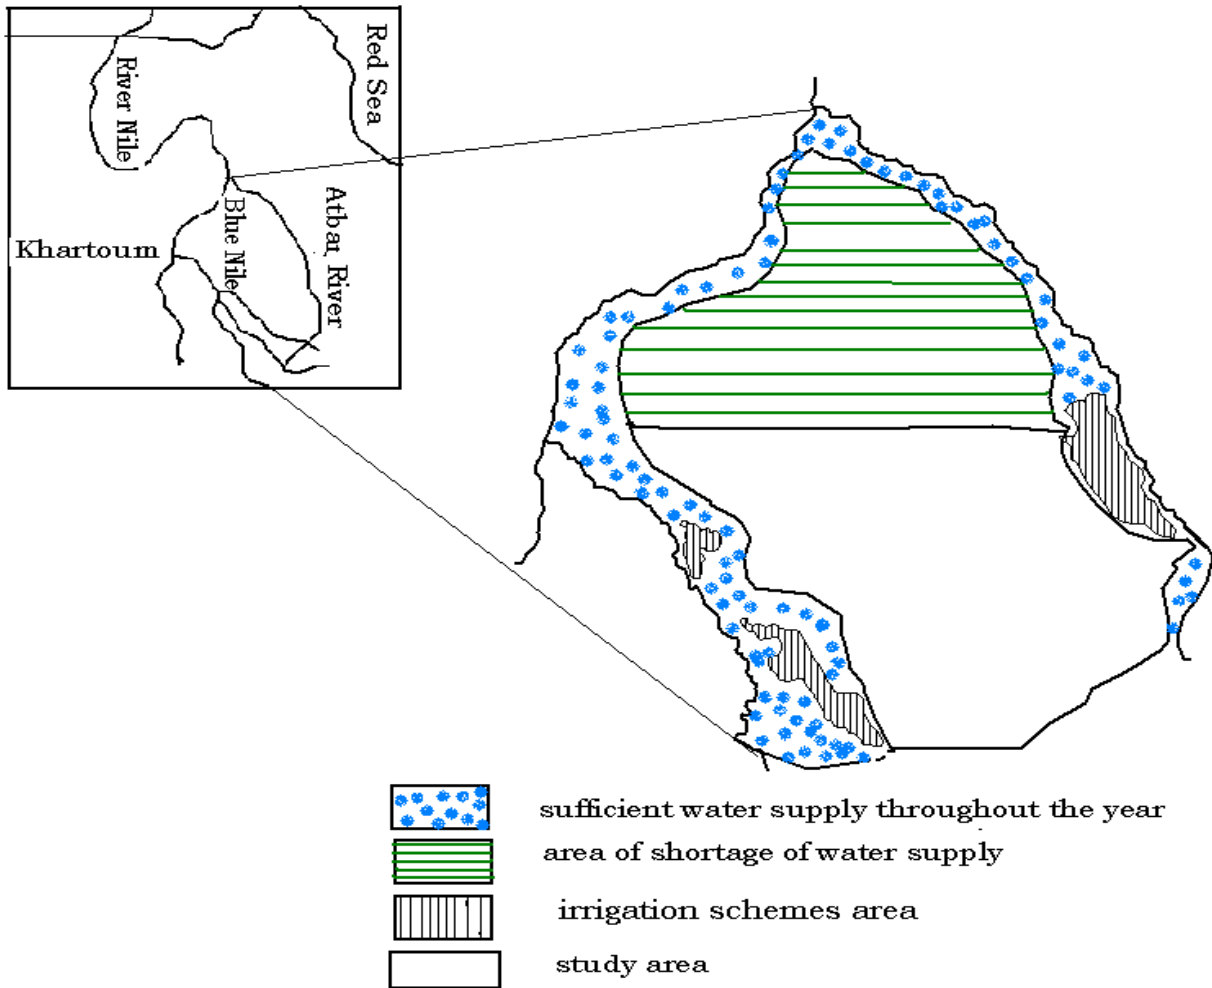 Red Sea
River Nile
Blue Nile
Atbar River
Khartoum
sufficient water supply throughout the year
area of shortage of water supply
irrigation schemes area
study area